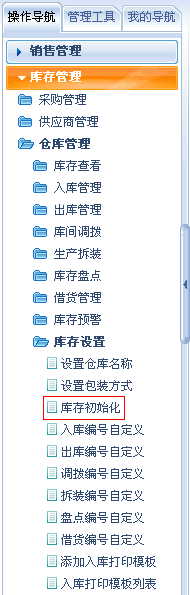 操作导航 管理工具 我的导航
销售管理
库存管理
采购管理
供应商管理
仓库管理
库存查看
入库管理
出库管理
库间调拨
生产拆装
库存盘点
借货管理
库存预警
库存设置
设置仓库名称
设置包装方式
库存初始化
入库编号自定义
出库编号自定义
调拨编号自定义
拆装编号自定义
盘点编号自定义
借货编号自定义
添加入库打印模板
入库打印模板列表